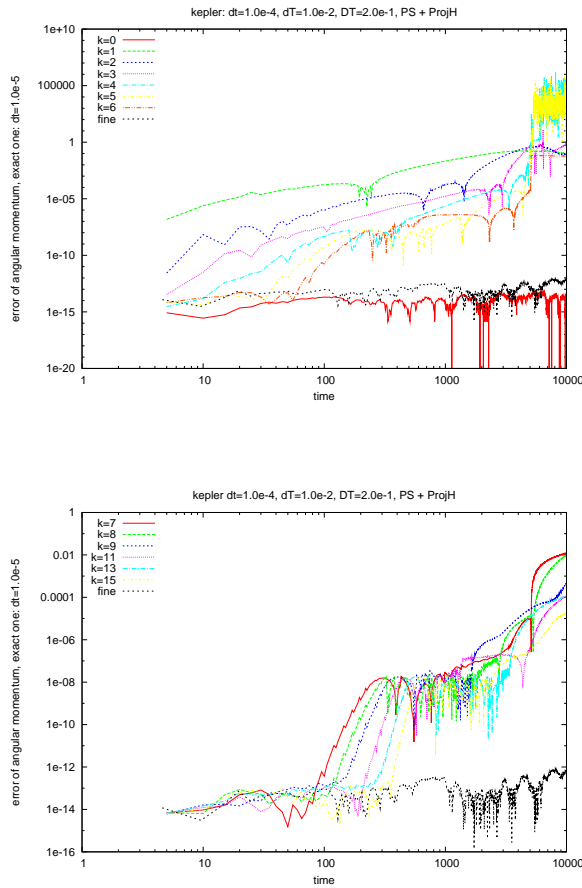 kepler: dt=1.0e-4, dT=1.0e-2, DT=2.0e-1, PS + ProjH
error of angular momentum, exact one: dt=1.0e-5
1e+10
100000
1
1e-05
1e-10
1e-15
1e-20
k=0
k=1
k=2
k=3
k=4
k=5
k=6
fine
1 10 100 1000 10000
time
kepler dt=1.0e-4, dT=1.0e-2, DT=2.0e-1, PS + ProjH
error of angular momentum, exact one: dt=1.0e-5
1
0.01
0.0001
1e-06
1e-08
1e-10
1e-12
1e-14
1e-16
k=7
k=8
k=9
k=11
k=13
k=15
fine
1 10 100 1000 10000
time